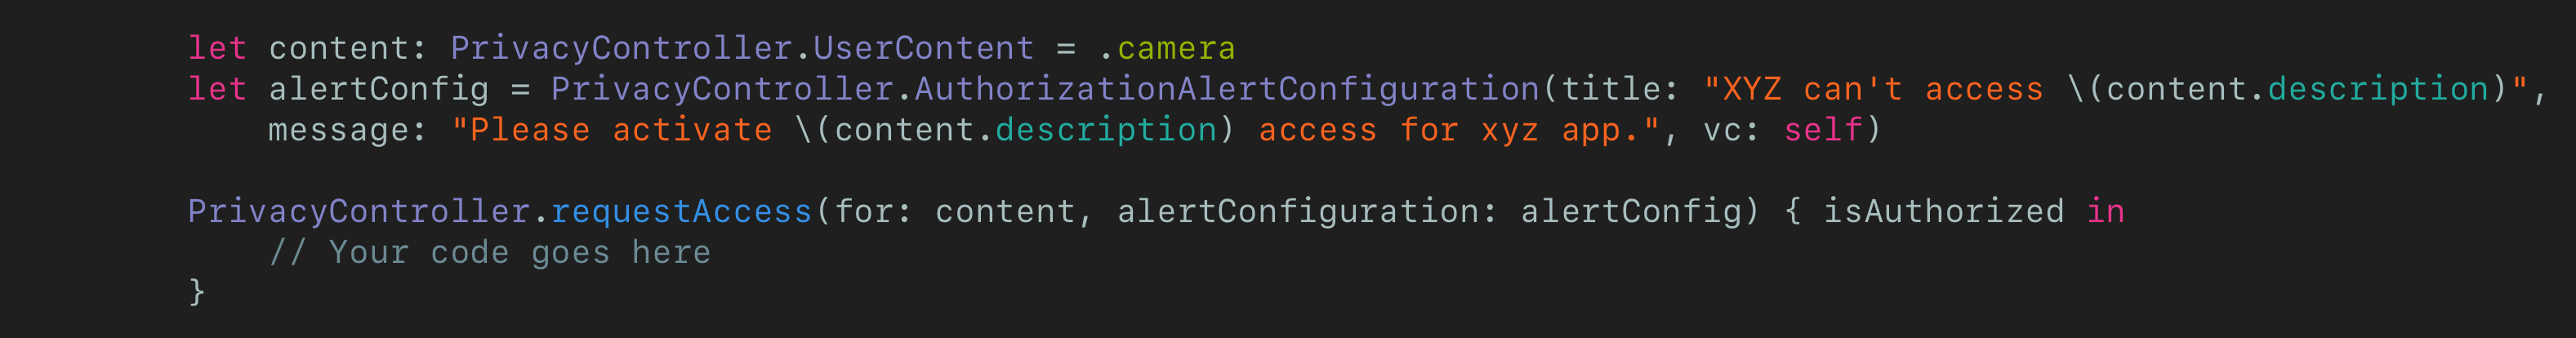 let content: PrivacyController.UserContent = .camera
let alertConfig = PrivacyController.AuthorizationAlertConfiguration(title: "XYZ can't access \(content.description)",
    message: "Please activate \(content.description) access for xyz app.", vc: self)

PrivacyController.requestAccess(for: content, alertConfiguration: alertConfig) { isAuthorized in
    // Your code goes here
}